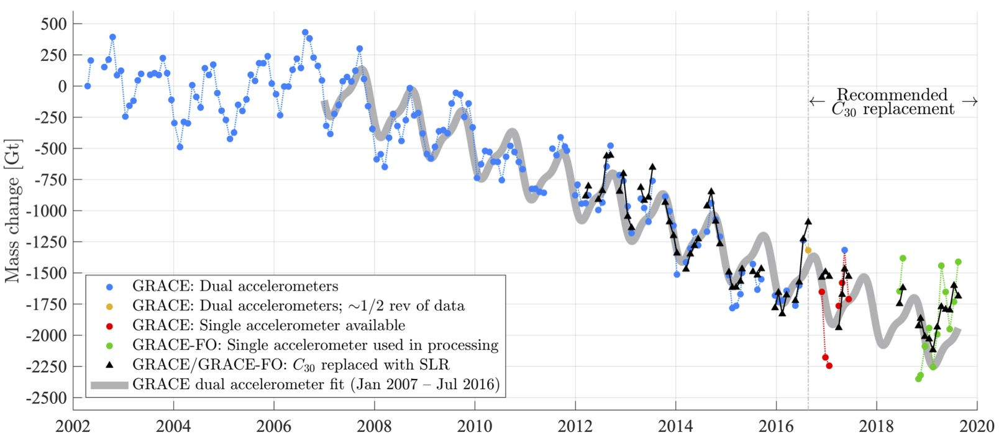 Mass change [Gt]
500
250
0
-250
-500
-750
-1000
-1250
-1500
-1750
-2000
-2250
-2500
← Recommended →
C30 replacement
GRACE: Dual accelerometers
GRACE: Dual accelerometers; ~1/2 rev of data
GRACE: Single accelerometer available
GRACE-FO: Single accelerometer used in processing
GRACE/GRACE-FO: C30 replaced with SLR
GRACE dual accelerometer fit (Jan 2007 – Jul 2016)
2002 2004 2006 2008 2010 2012 2014 2016 2018 2020